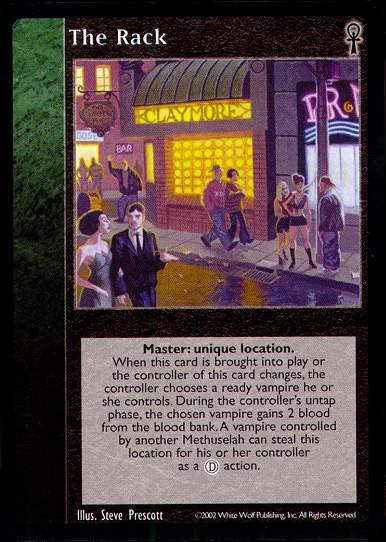 The Rack
CLAYMORE
BAR
Master: unique location.
When this card is brought into play or
the controller of this card changes, the
controller chooses a ready vampire he or
she controls. During the controller's untap
phase, the chosen vampire gains 2 blood
from the blood bank. A vampire controlled
by another Methuselah can steal this
location for his or her controller
as a Ⓓ action.
Illus. Steve Prescott
©2002 White Wolf Publishing, Inc. All Rights Reserved.